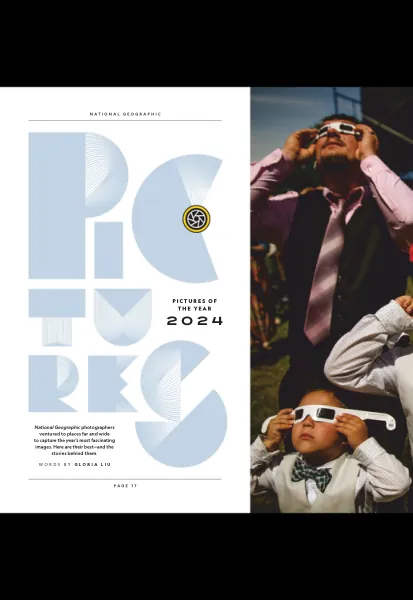 NATIONAL GEOGRAPHIC
PIC
TU
RES
PICTURES OF
THE YEAR
2024
National Geographic photographers
ventured to places far and wide
to capture the year's most fascinating
images. Here are their best—and the
stories behind them.
WORDS BY GLORIA LIU
PAGE 17